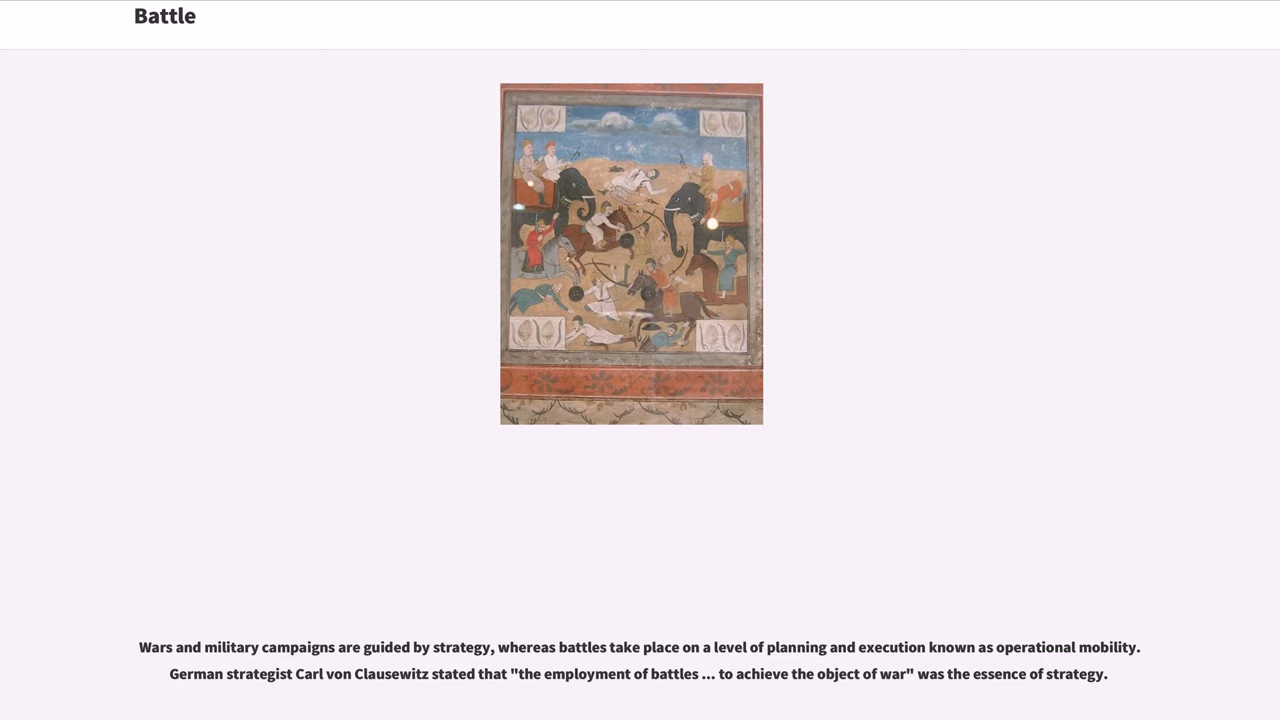 Battle
Wars and military campaigns are guided by strategy, whereas battles take place on a level of planning and execution known as operational mobility.
German strategist Carl von Clausewitz stated that "the employment of battles ... to achieve the object of war" was the essence of strategy.